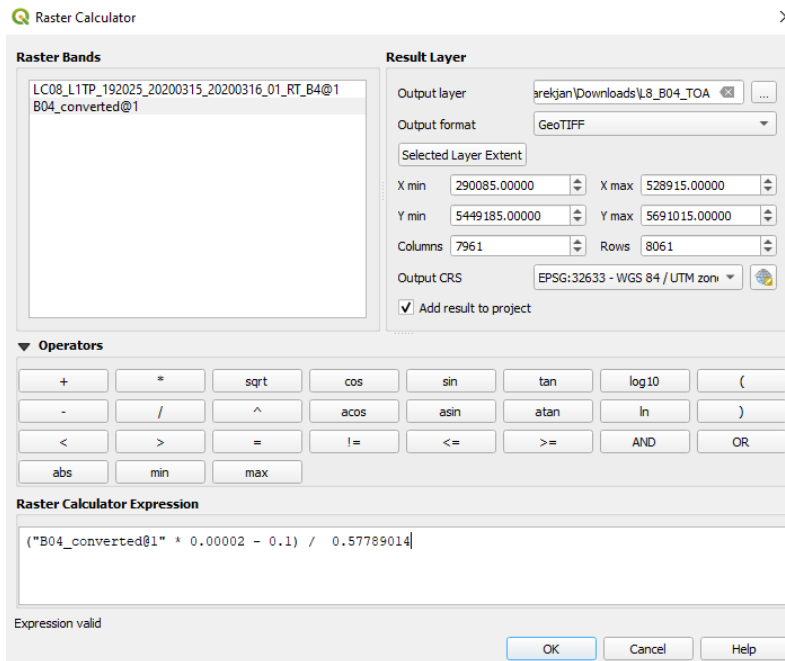 Raster Calculator
Raster Bands
LC08_L1TP_192025_20200315_20200316_01_RT_B4@1
B04_converted@1
Result Layer
Output layer arekjan\Downloads\L8_B04_TOA ...
Output format GeoTIFF
Selected Layer Extent
X min 290085.00000 X max 528915.00000
Y min 5449185.00000 Y max 5691015.00000
Columns 7961 Rows 8061
Output CRS EPSG:32633 - WGS 84 / UTM zon
Add result to project
Operators
+ * sqrt cos sin tan log10 (
- / ^ acos asin atan ln )
< > = != <= >= AND OR
abs min max
Raster Calculator Expression
("B04_converted@1" * 0.00002 - 0.1) / 0.57789014
Expression valid
OK Cancel Help